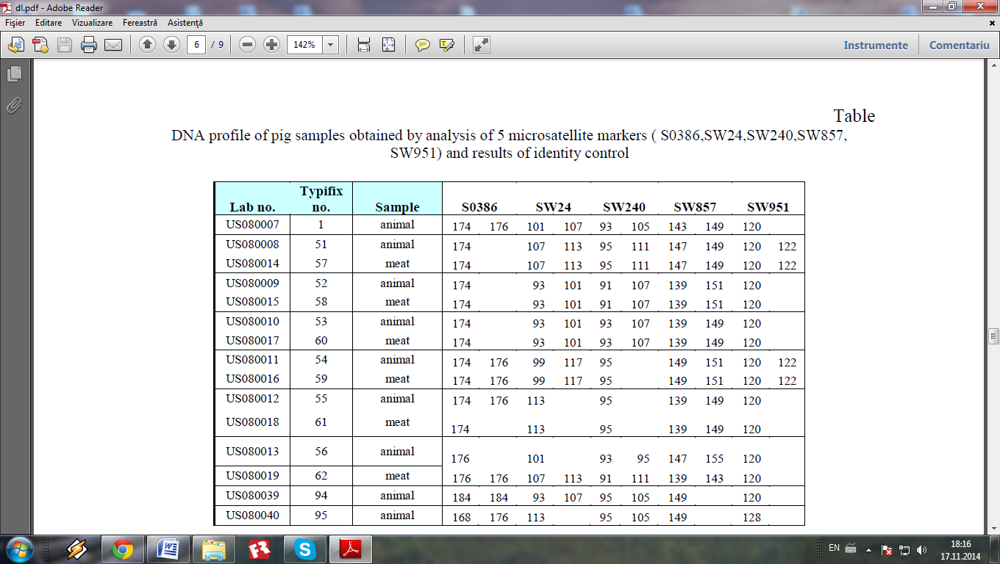 dl.pdf - Adobe Reader
Fișier Editare Vizualizare Fereastră Asistență
6 / 9 142% Instrumente Comentariu
Table
DNA profile of pig samples obtained by analysis of 5 microsatellite markers ( S0386,SW24,SW240,SW857,
SW951) and results of identity control
Lab no. Typifix no. Sample S0386 SW24 SW240 SW857 SW951
US080007 1 animal 174 176 101 107 93 105 143 149 120
US080008 51 animal 174 107 113 95 111 147 149 120 122
US080014 57 meat 174 107 113 95 111 147 149 120 122
US080009 52 animal 174 93 101 91 107 139 151 120
US080015 58 meat 174 93 101 91 107 139 151 120
US080010 53 animal 174 93 101 93 107 139 149 120
US080017 60 meat 174 93 101 93 107 139 149 120
US080011 54 animal 174 176 99 117 95 149 151 120 122
US080016 59 meat 174 176 99 117 95 149 151 120 122
US080012 55 animal 174 176 113 95 139 149 120
US080018 61 meat 174 113 95 139 149 120
US080013 56 animal 176 101 93 95 147 155 120
US080019 62 meat 176 176 107 113 91 111 139 143 120
US080039 94 animal 184 184 93 107 95 105 149 120
US080040 95 animal 168 176 113 95 105 149 128
EN 18:16
17.11.2014